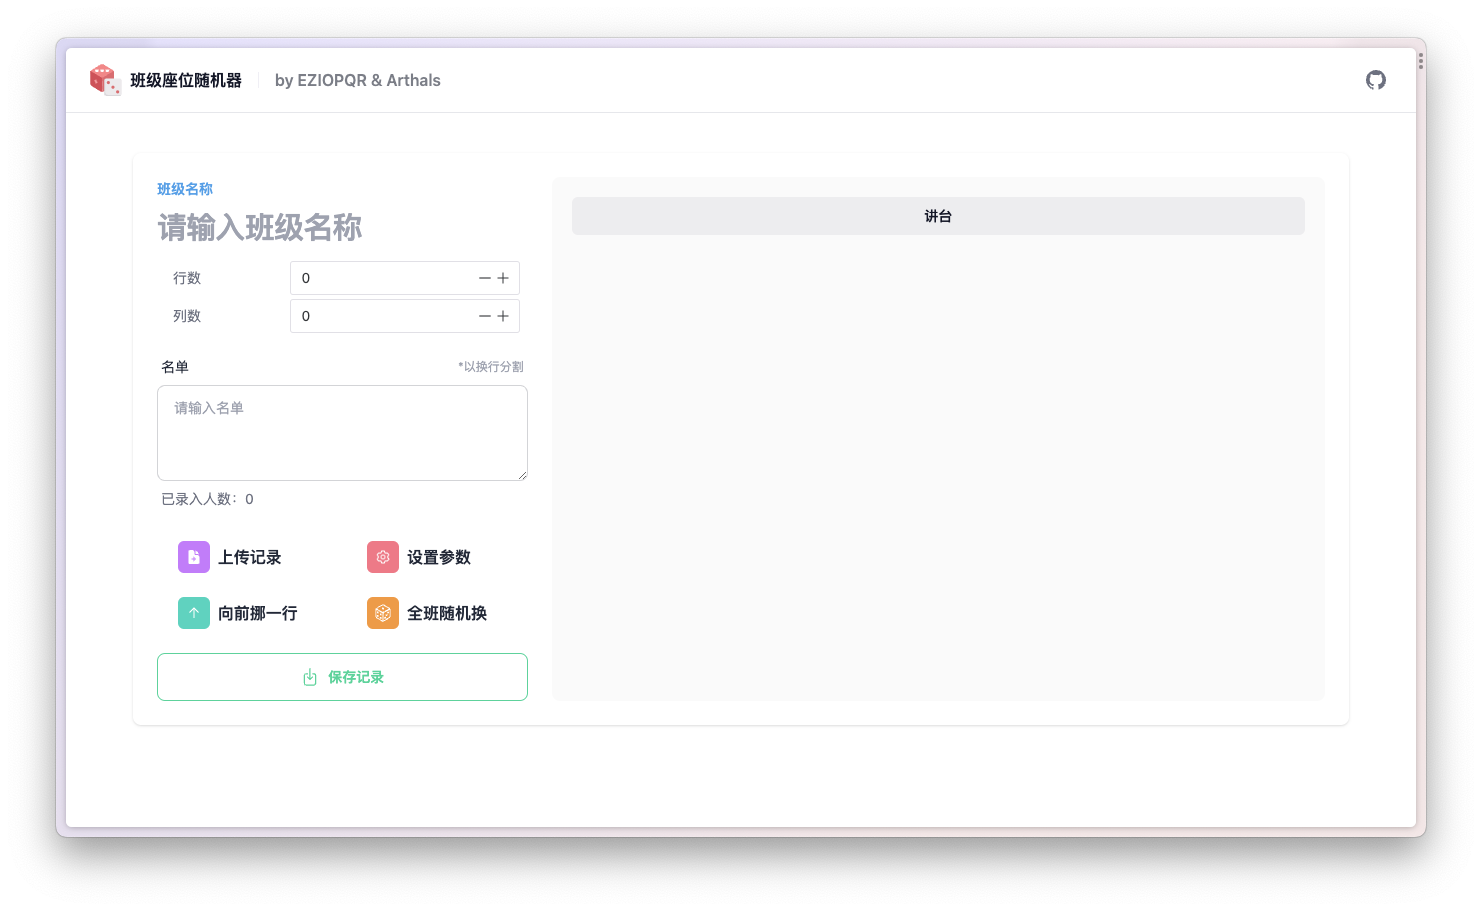 班级座位随机器
by EZIOPQR & Arthals
班级名称
请输入班级名称
行数
0
列数
0
名单
*以换行分割
请输入名单
已录入人数：0
上传记录
设置参数
向前挪一行
全班随机换
保存记录
讲台